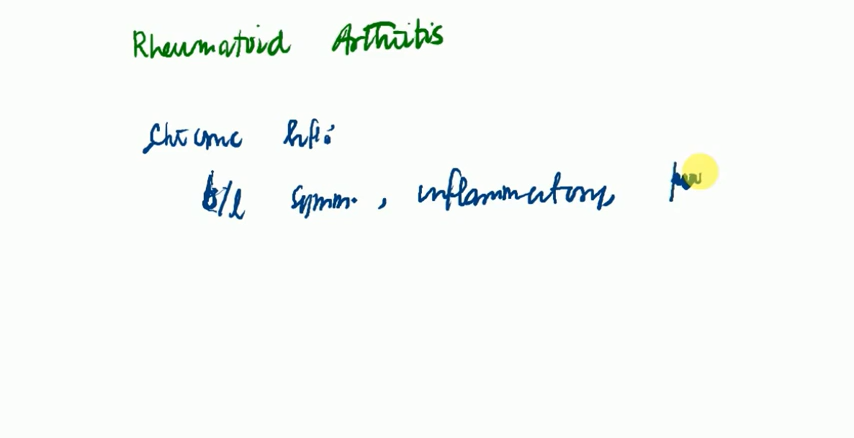 Rheumatoid Arthritis
Chronic Infl:
b/l symm. , inflammatory,